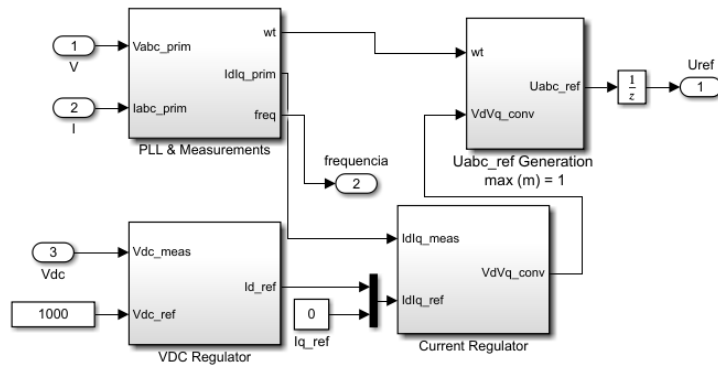 1
V
2
I
Vabc_prim
Iabc_prim
wt
IdIq_prim
freq
PLL & Measurements
frequencia
2
wt
VdVq_conv
Uabc_ref
Uabc_ref Generation
max (m) = 1
1
z
Uref
1
3
Vdc
1000
Vdc_meas
Vdc_ref
Id_ref
VDC Regulator
0
Iq_ref
IdIq_meas
IdIq_ref
VdVq_conv
Current Regulator